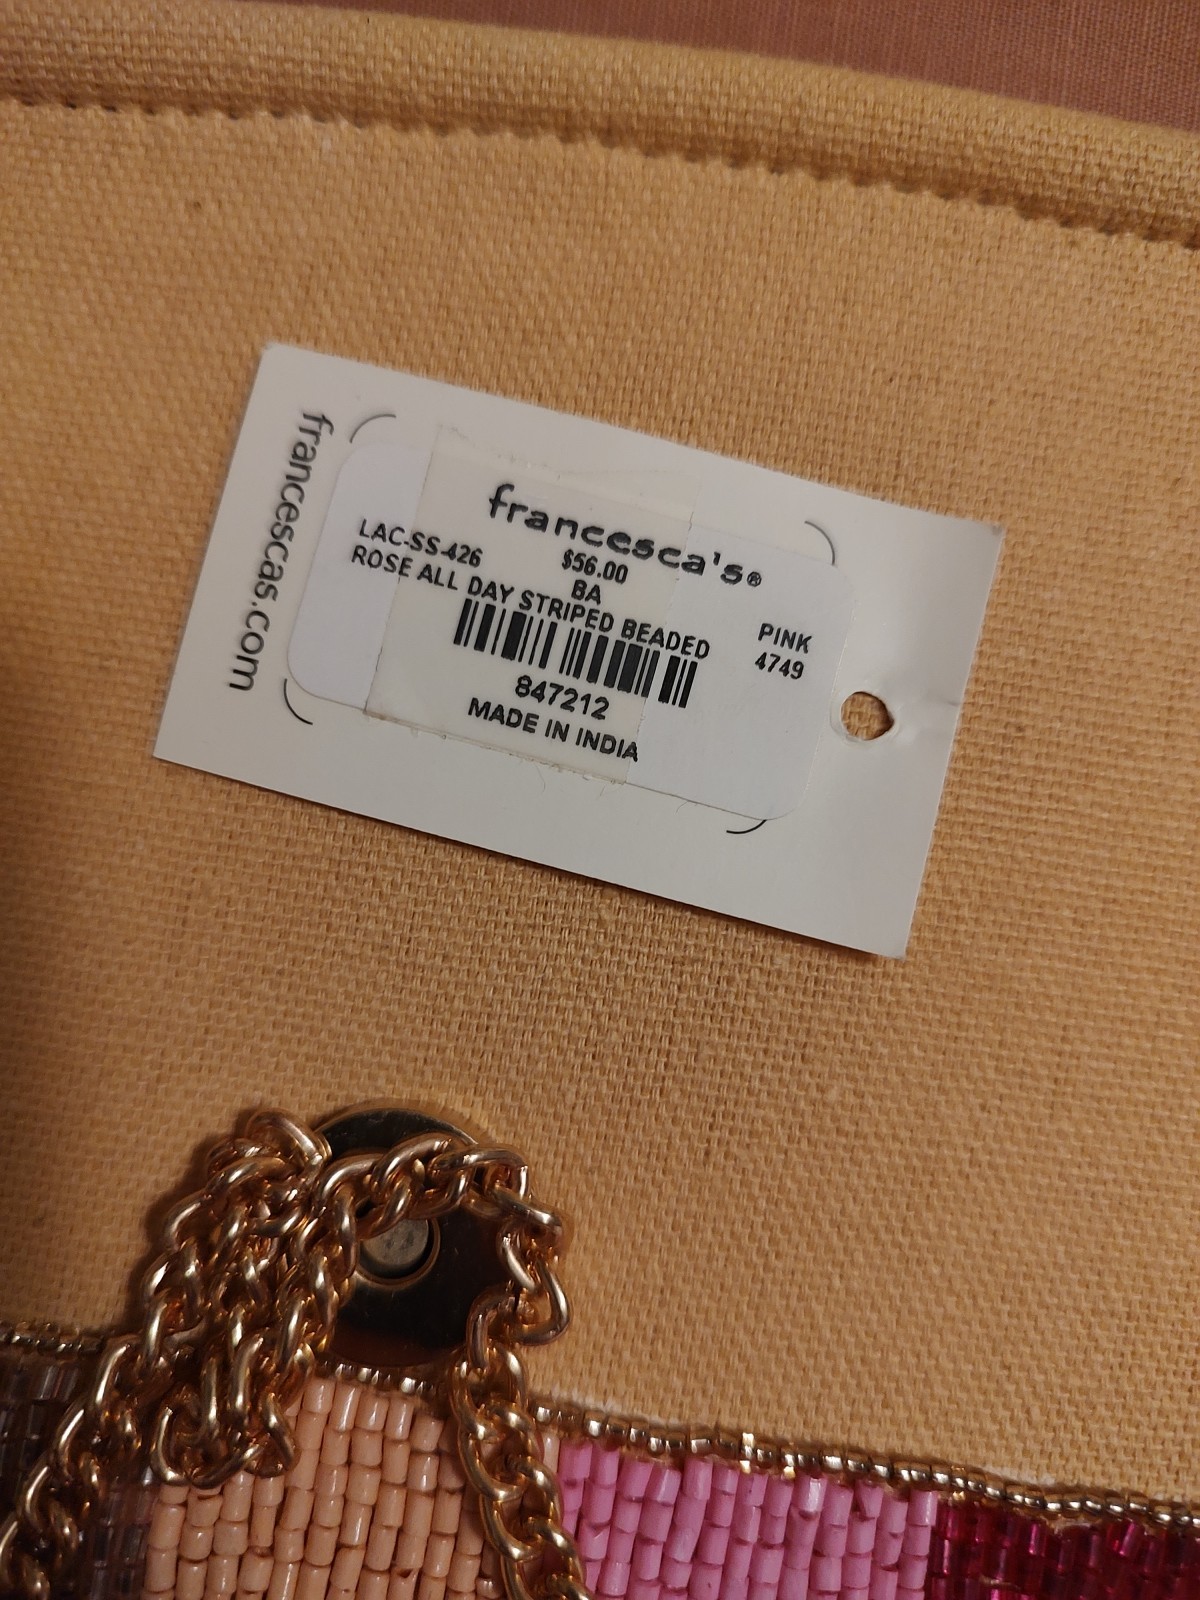 francescas.com
francesca's®
LAC-SS-426 $56.00
BA
ROSE ALL DAY STRIPED BEADED
PINK
4749
847212
MADE IN INDIA